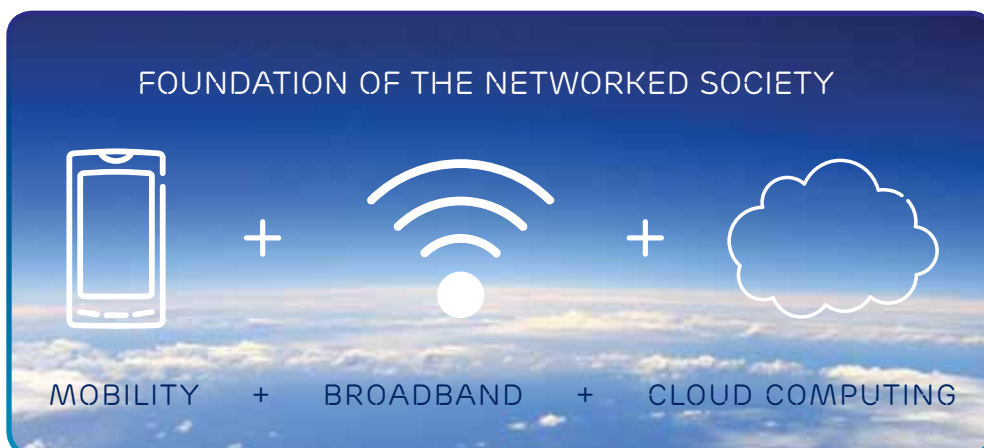 FOUNDATION OF THE NETWORKED SOCIETY
+ +
MOBILITY + BROADBAND + CLOUD COMPUTING